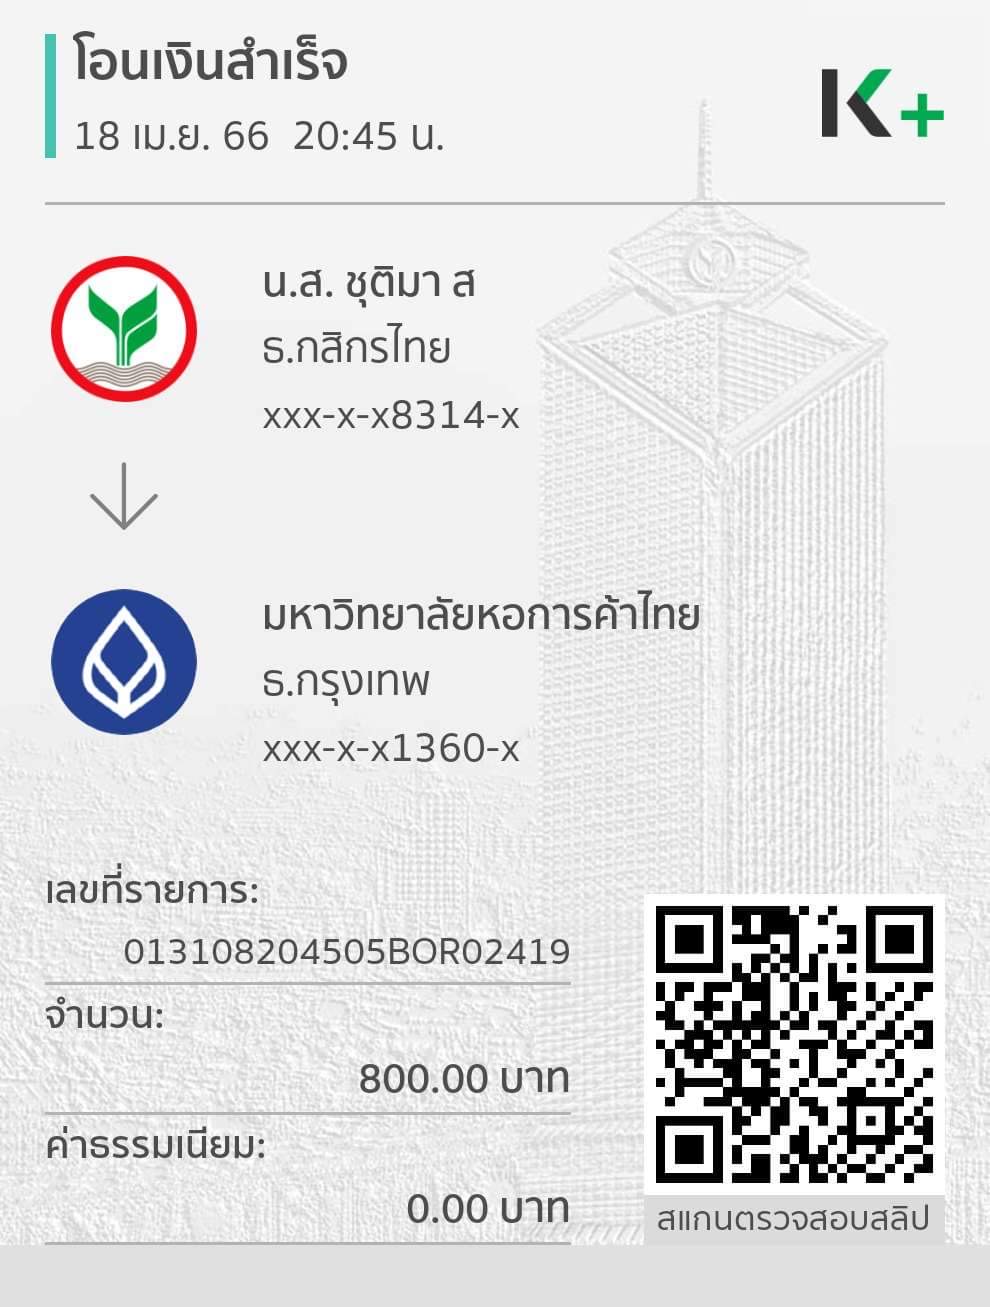 โอนเงินสำเร็จ
18 เม.ย. 66 20:45 น.
K+
น.ส. ชุติมา ส
ธ.กสิกรไทย
xxx-x-x8314-x
มหาวิทยาลัยหอการค้าไทย
ธ.กรุงเทพ
xxx-x-x1360-x
เลขที่รายการ:
013108204505BOR02419
จำนวน:
800.00 บาท
ค่าธรรมเนียม:
0.00 บาท
สแกนตรวจสอบสลิป